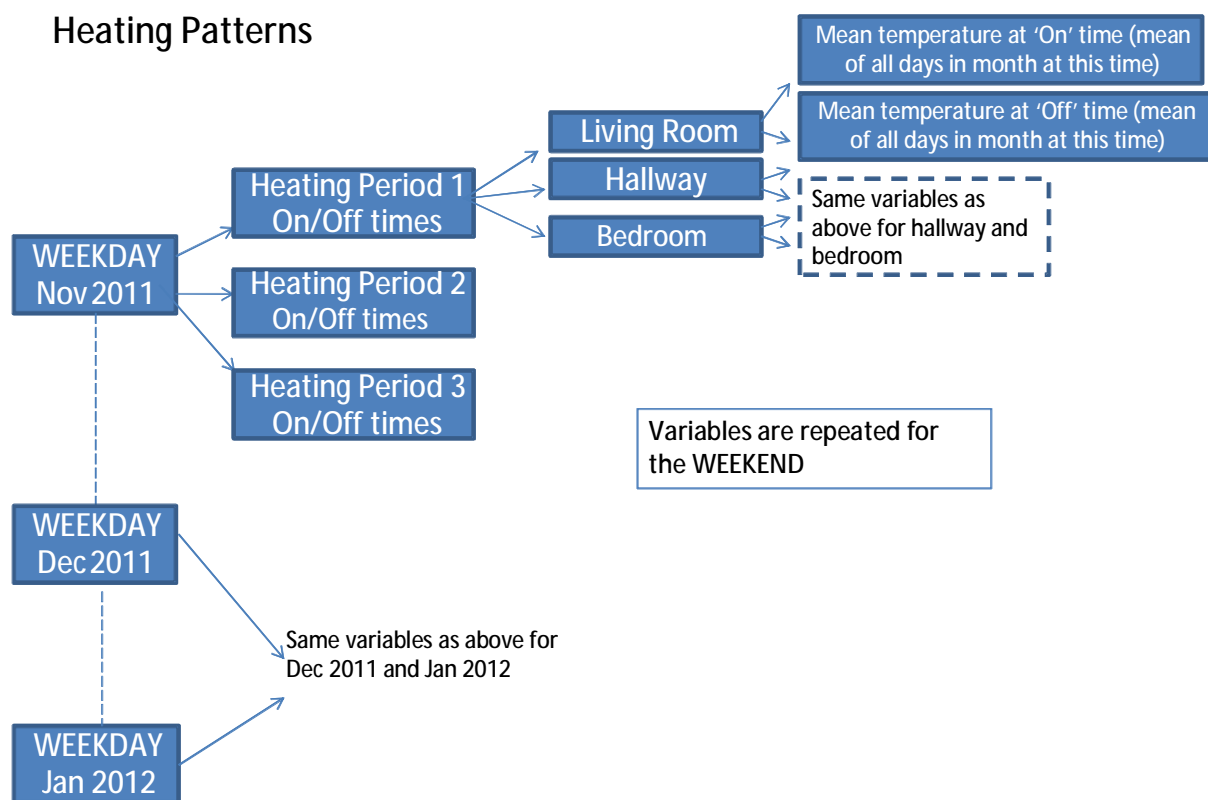 Heating Patterns
Mean temperature at ‘On’ time (mean
of all days in month at this time)
Mean temperature at ‘Off’ time (mean
of all days in month at this time)
Living Room
Hallway
Bedroom
Same variables as
above for hallway and
bedroom
Heating Period 1
On/Off times
WEEKDAY
Nov 2011
Heating Period 2
On/Off times
Heating Period 3
On/Off times
Variables are repeated for
the WEEKEND
WEEKDAY
Dec 2011
Same variables as above for
Dec 2011 and Jan 2012
WEEKDAY
Jan 2012